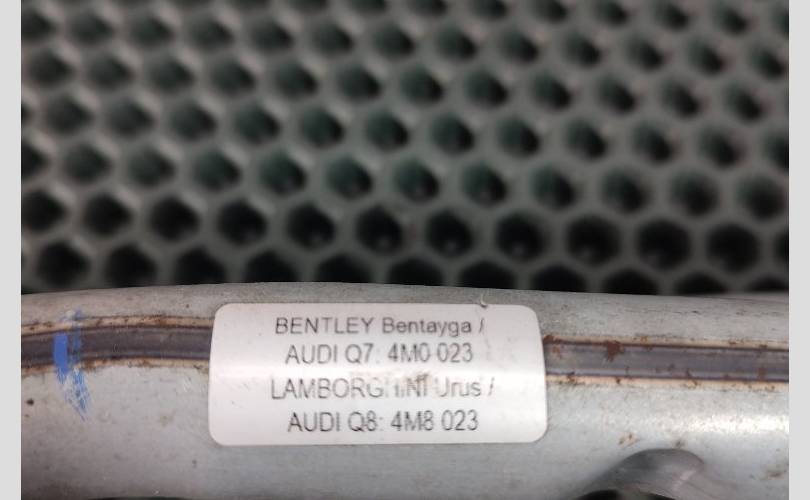 BENTLEY Bentayga /
AUDI Q7: 4M0 023
LAMBORGHINI Urus /
AUDI Q8: 4M8 023